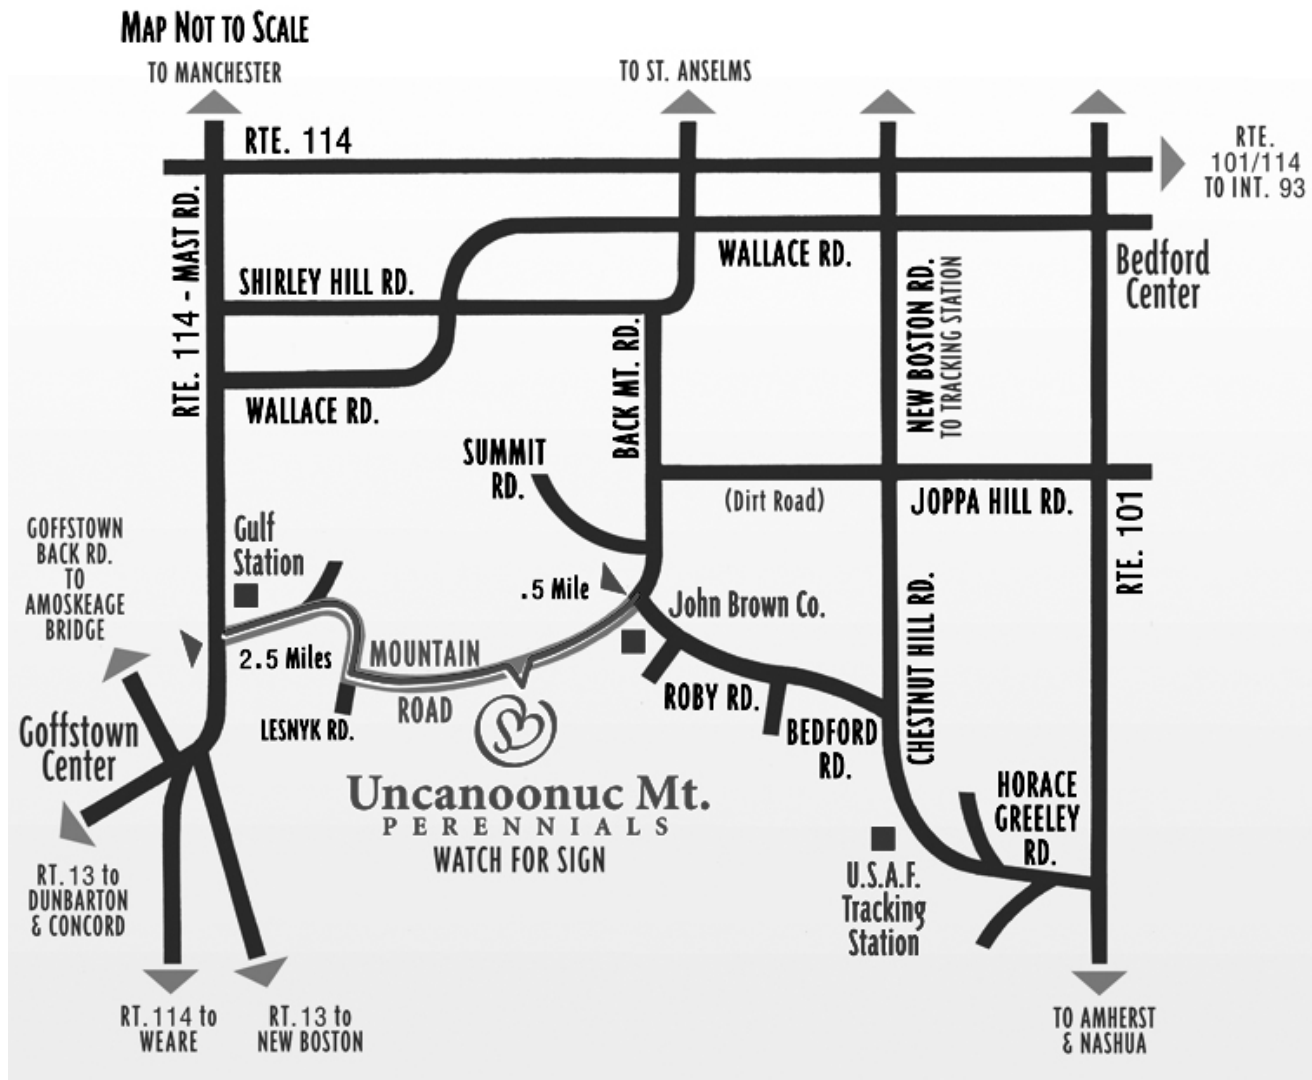 MAP NOT TO SCALE
TO MANCHESTER
TO ST. ANSELMS
RTE. 114
RTE.
101/114
TO INT. 93
RTE. 114 - MAST RD.
SHIRLEY HILL RD.
WALLACE RD.
Bedford
Center
WALLACE RD.
BACK MT. RD.
NEW BOSTON RD.
TO TRACKING STATION
SUMMIT
RD.
(Dirt Road)
JOPPA HILL RD.
RTE. 101
GOFFSTOWN
BACK RD.
TO
AMOSKEAGE
BRIDGE
Gulf
Station
.5 Mile
John Brown Co.
CHESTNUT HILL RD.
2.5 Miles
MOUNTAIN
ROAD
LESNYK RD.
ROBY RD.
BEDFORD
RD.
Goffstown
Center
Uncanoonuc Mt.
PERENNIALS
WATCH FOR SIGN
HORACE
GREELEY
RD.
U.S.A.F.
Tracking
Station
RT. 13 to
DUNBARTON
& CONCORD
RT. 114 to
WEARE
RT. 13 to
NEW BOSTON
TO AMHERST
& NASHUA